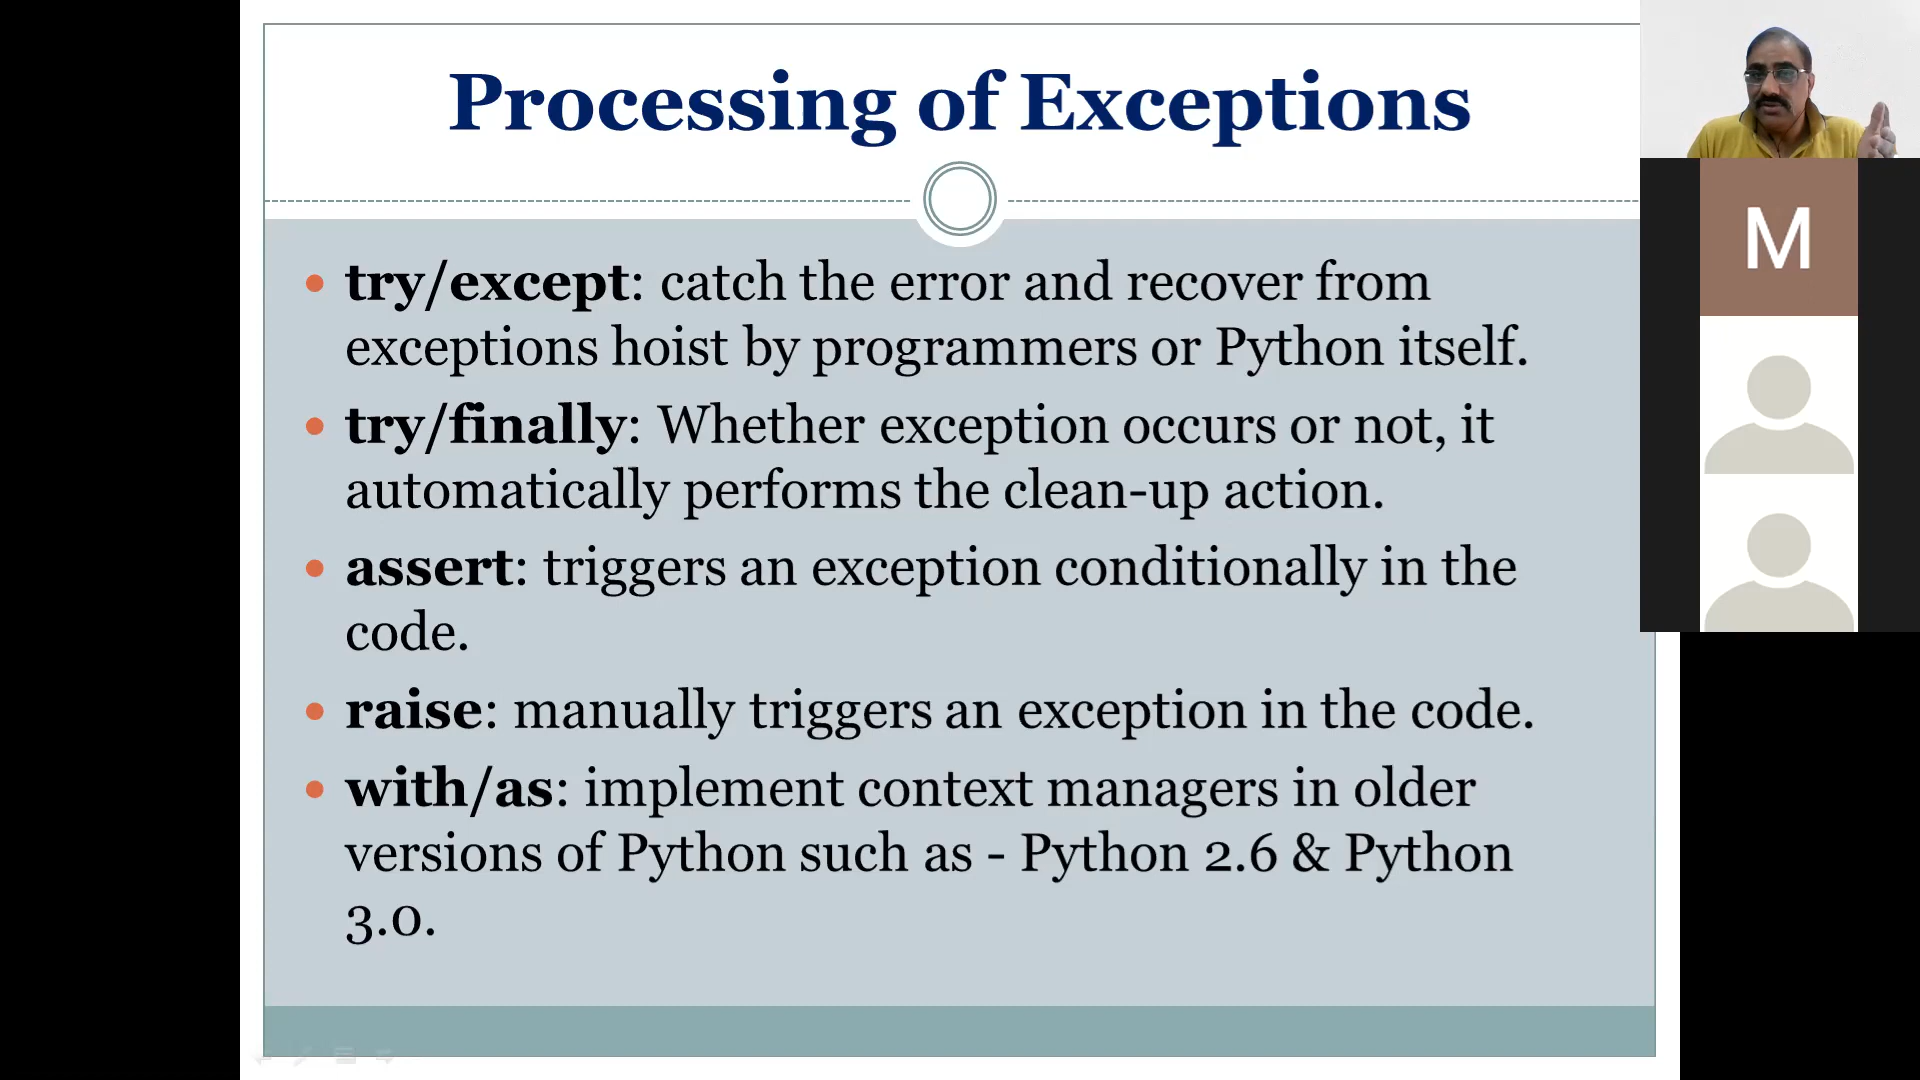 Processing of Exceptions
• try/except: catch the error and recover from
exceptions hoist by programmers or Python itself.
• try/finally: Whether exception occurs or not, it
automatically performs the clean-up action.
• assert: triggers an exception conditionally in the
code.
• raise: manually triggers an exception in the code.
• with/as: implement context managers in older
versions of Python such as - Python 2.6 & Python
3.0.
M